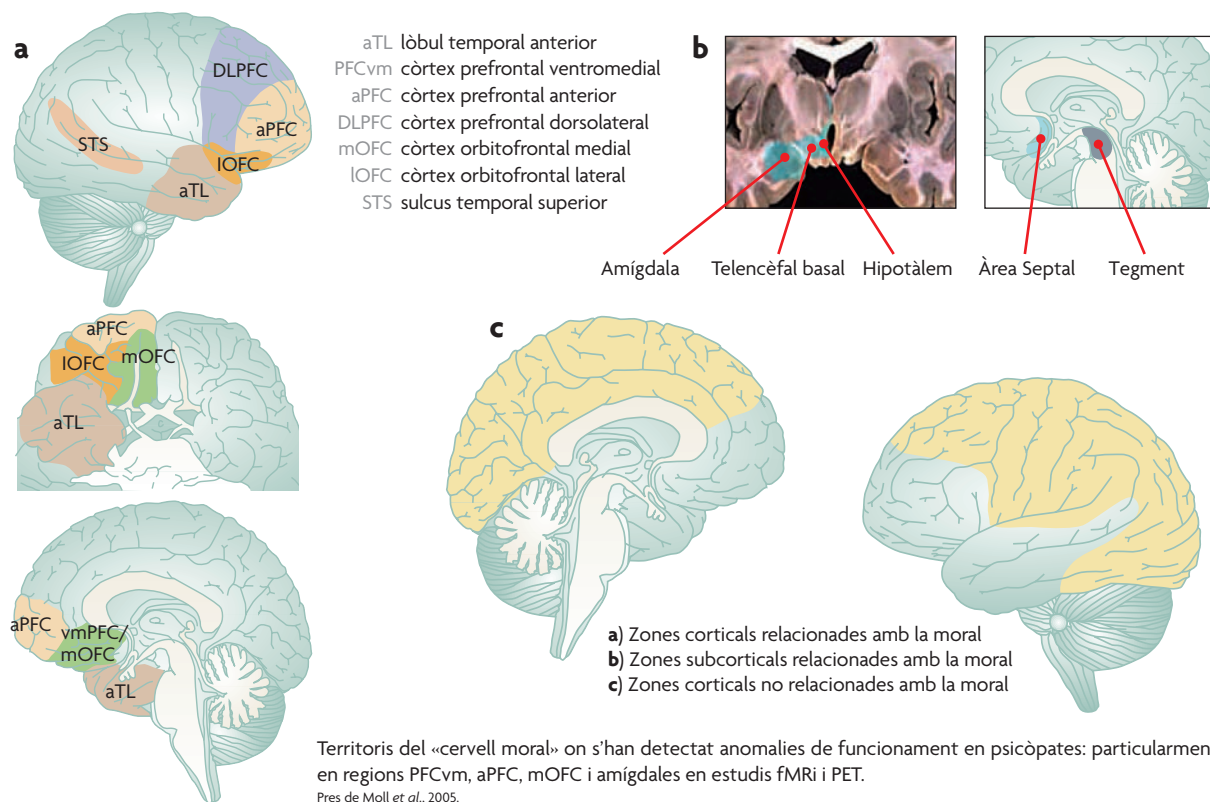 a
DLPFC
aPFC
STS
lOFC
aTL
aTL lòbul temporal anterior
PFCvm còrtex prefrontal ventromedial
aPFC còrtex prefrontal anterior
DLPFC còrtex prefrontal dorsolateral
mOFC còrtex orbitofrontal medial
lOFC còrtex orbitofrontal lateral
STS sulcus temporal superior
b
Amígdala Telencèfal basal Hipotàlem Àrea Septal Tegment
aPFC
lOFC mOFC
aTL
aPFC vmPFC/
mOFC
aTL
c
a) Zones corticals relacionades amb la moral
b) Zones subcorticals relacionades amb la moral
c) Zones corticals no relacionades amb la moral
Territoris del «cervell moral» on s’han detectat anomalies de funcionament en psicòpates: particularmen
en regions PFCvm, aPFC, mOFC i amígdales en estudis fMRi i PET.
Pres de Moll et al., 2005.